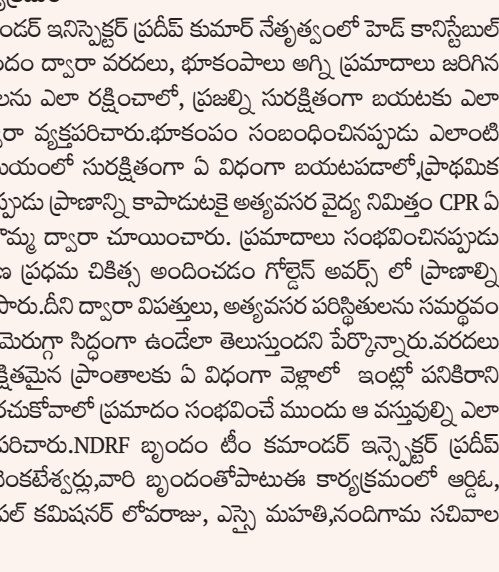 ండర్ ఇనిస్పెక్టర్ ప్రదీప్ కుమార్ నేతృత్వంలో హెడ్ కానిస్టేబుల్
ందం ద్వారా వరదలు, భూకంపాలు అగ్ని ప్రమాదాలు జరిగిన
లను ఎలా రక్షించాలో, ప్రజల్ని సురక్షితంగా బయటకు ఎలా
రా వ్యక్తపరిచారు.భూకంపం సంబంధించినప్పుడు ఎలాంటి
మయంలో సురక్షితంగా ఏ విధంగా బయటపడాలో,ప్రాథమిక
ప్పుడు ప్రాణాన్ని కాపాడుటకై అత్యవసర వైద్య నిమిత్తం CPR ఏ
ొమ్మ ద్వారా చూయించారు. ప్రమాదాలు సంభవించినప్పుడు
ణ ప్రధమ చికిత్స అందించడం గోల్డెన్ అవర్స్ లో ప్రాణాల్ని
పారు.దీని ద్వారా విపత్తులు, అత్యవసర పరిస్థితులను సమర్థవం
మెరుగ్గా సిద్ధంగా ఉండేలా తెలుస్తుందని పేర్కొన్నారు.వరదలు
క్షితమైన ప్రాంతాలకు ఏ విధంగా వెళ్లాలో ఇంట్లో పనికిరాని
రచుకోవాలో ప్రమాదం సంభవించే ముందు ఆ వస్తువుల్ని ఎలా
పరిచారు.NDRF బృందం టీం కమాండర్ ఇన్స్పెక్టర్ ప్రదీప్
ెంకటేశ్వర్లు,వారి బృందంతోపాటుఈ కార్యక్రమంలో ఆర్డిఓ,
పల్ కమిషనర్ లోవరాజు, ఎస్సై మహతి,నందిగామ సచివాల